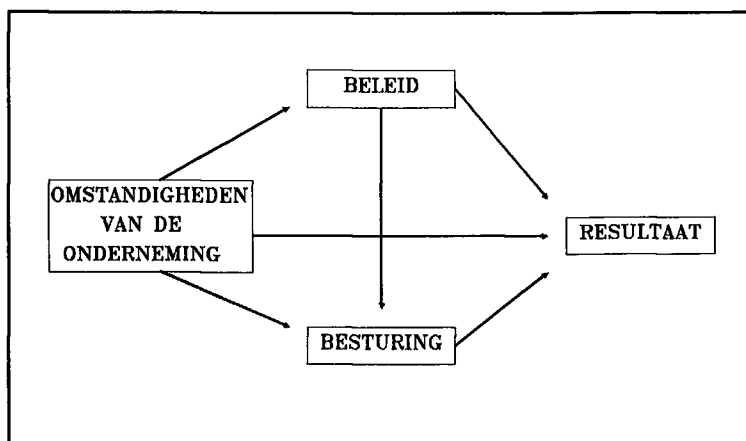 BELEID
OMSTANDIGHEDEN
VAN DE
ONDERNEMING
RESULTAAT
BESTURING